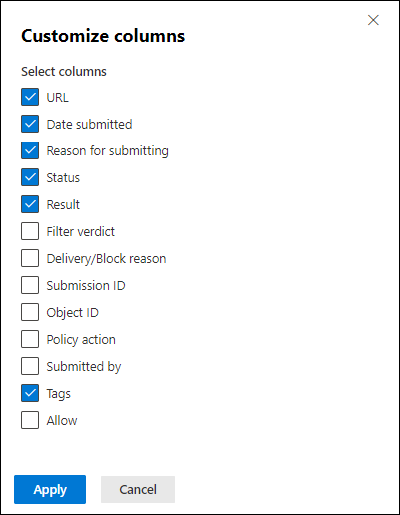 Customize columns
Select columns
URL
Date submitted
Reason for submitting
Status
Result
Filter verdict
Delivery/Block reason
Submission ID
Object ID
Policy action
Submitted by
Tags
Allow
Apply
Cancel